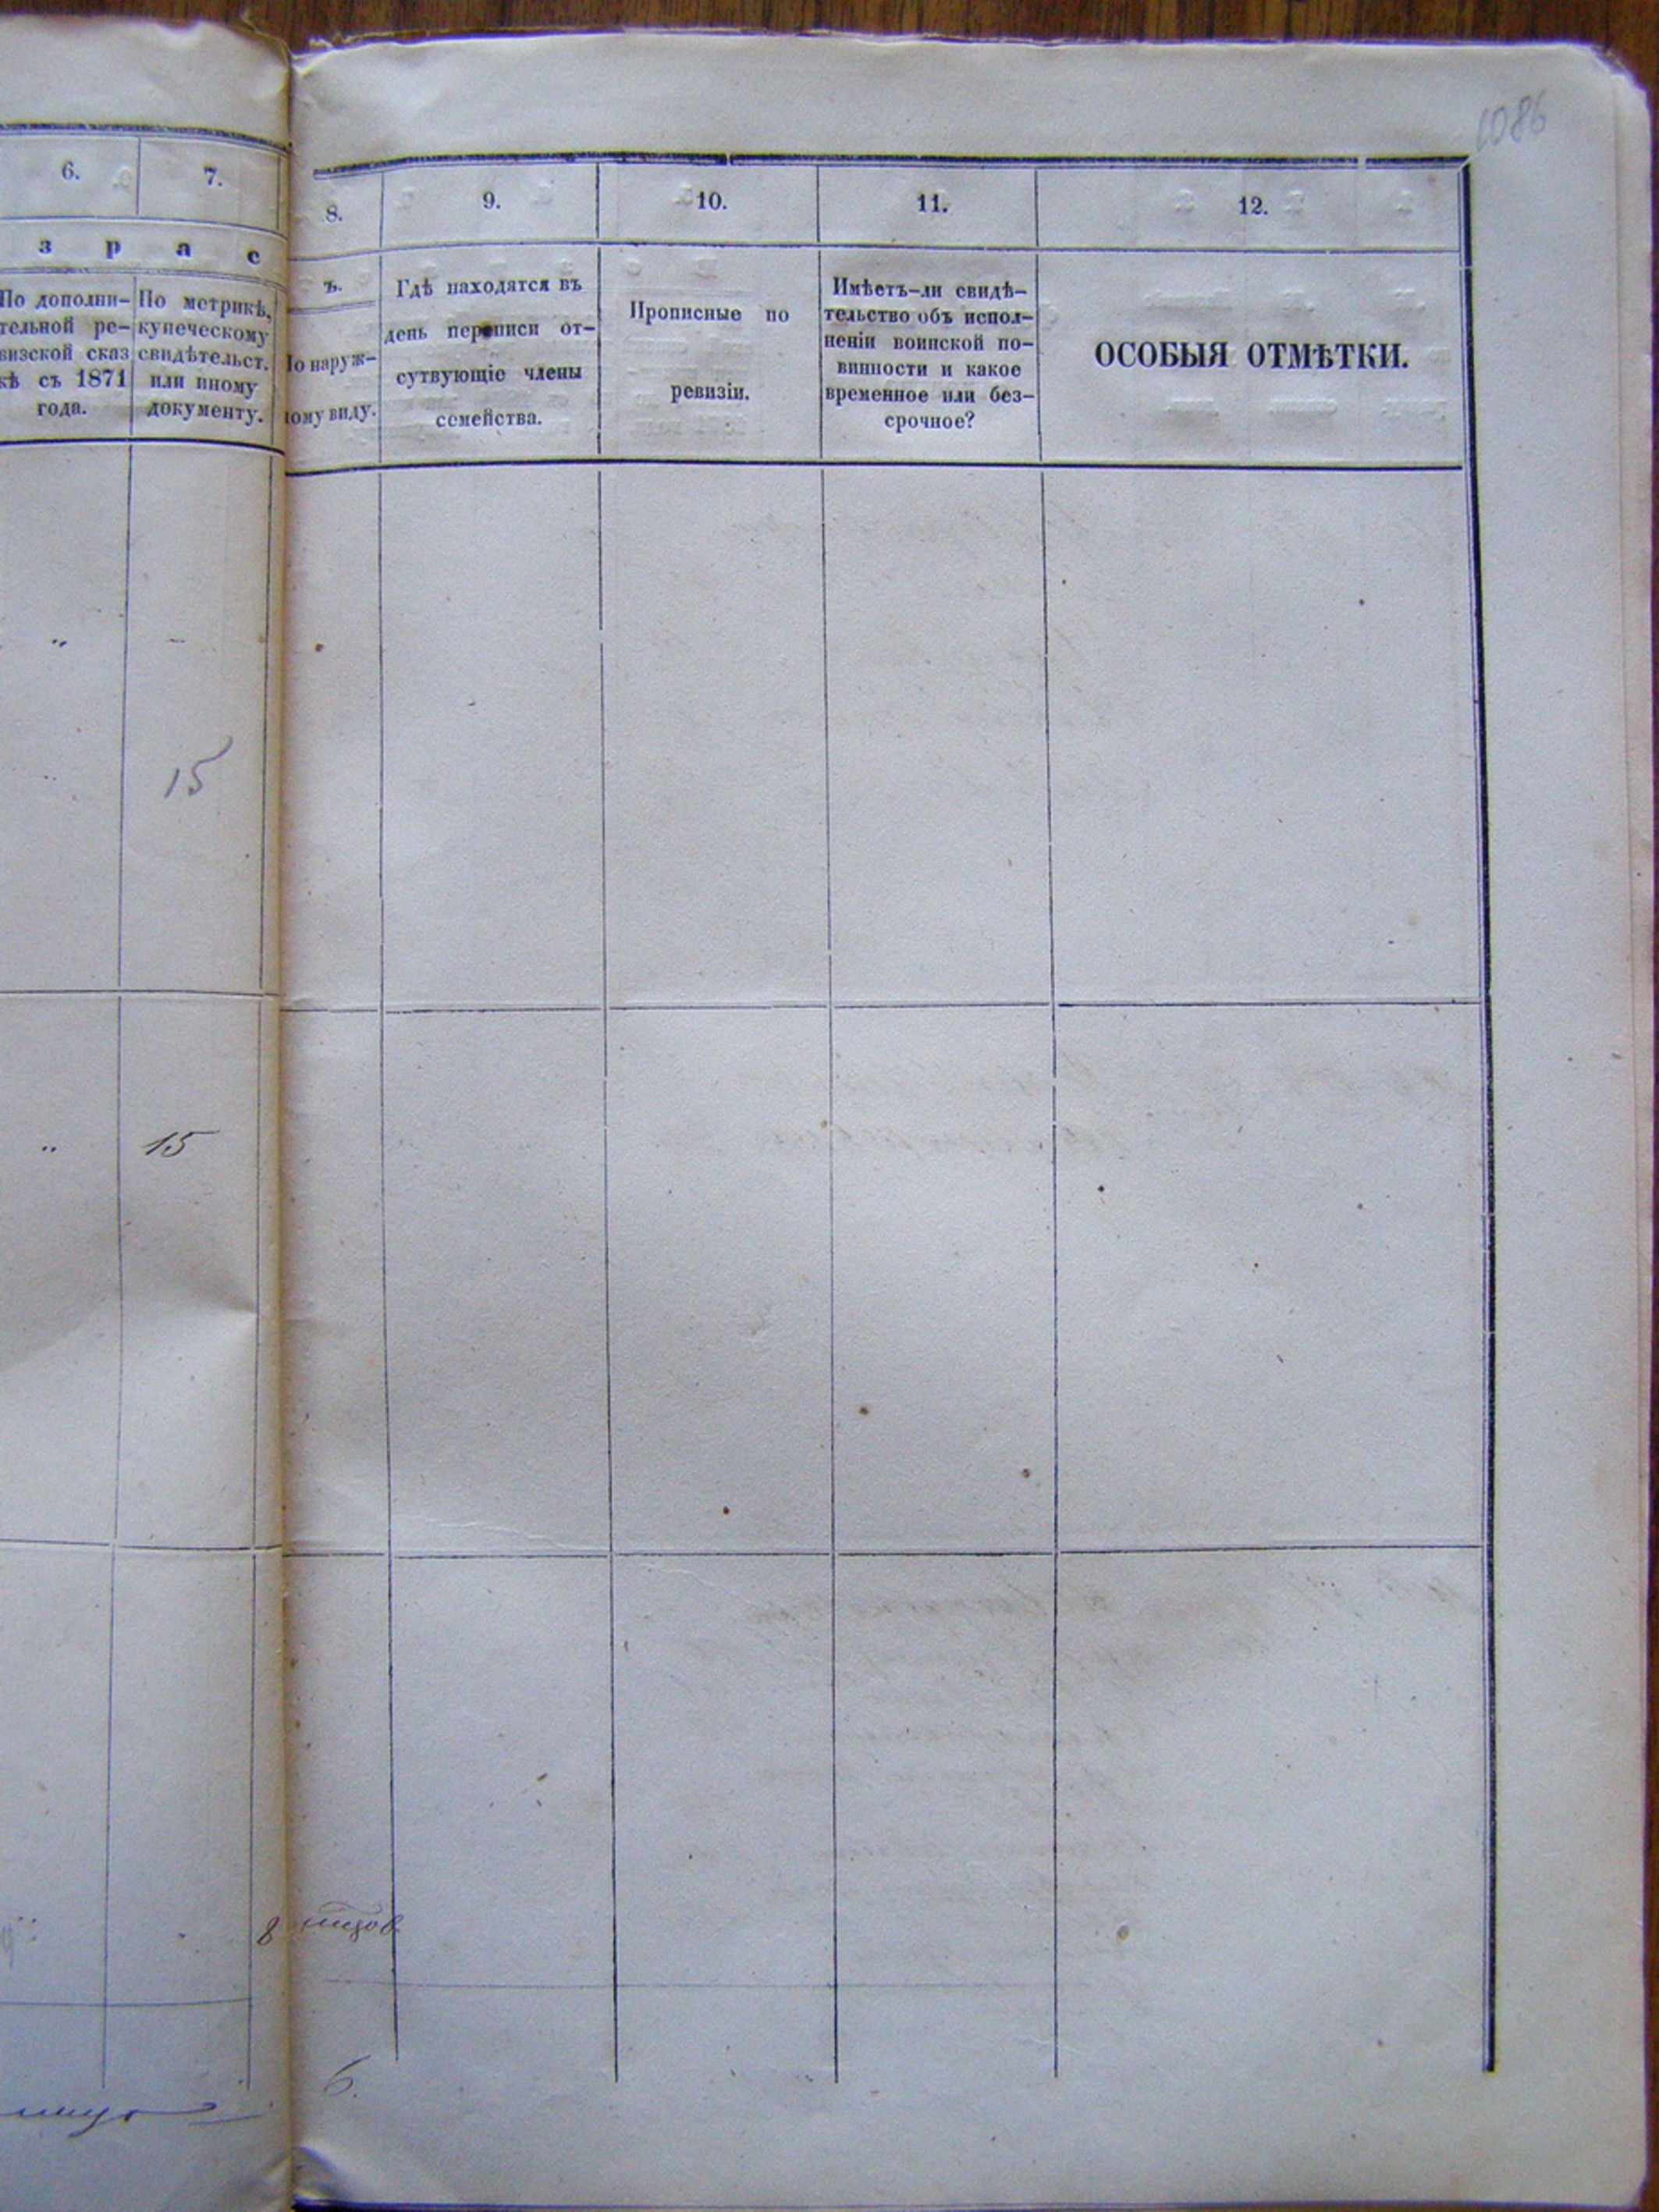 1086
6.
7.
з р а с
По дополни-
тельной ре-
визской сказ
кѣ съ 1871
года.
По метрикѣ,
купеческому
свидѣтельст.
или иному
документу.
„
–
„
15
„
15
8
8.
ъ.
По наруж-
ному виду.
6.
9.
Гдѣ находятся въ
день переписи от-
сутвующіе члены
семейства.
10.
Прописные по
ревизіи.
11.
Имѣетъ-ли свидѣ-
тельство объ испол-
неніи воинской по-
винности и какое
временное или без-
срочное?
12.
ОСОБЫЯ ОТМѢТКИ.